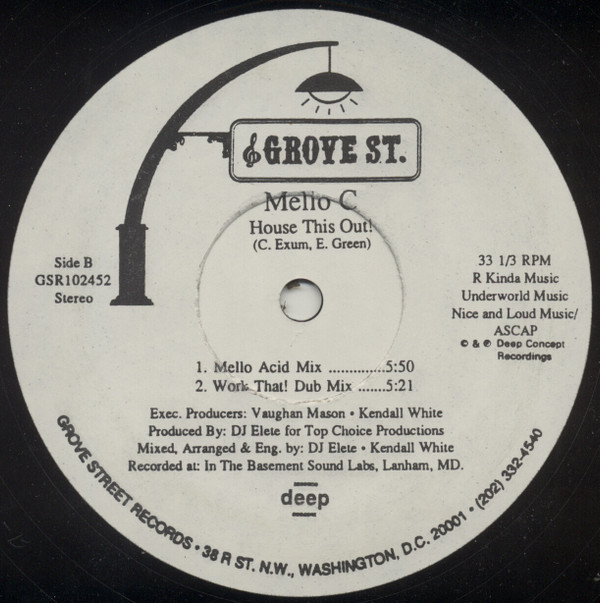 GROVE ST.
Mello C
House This Out!
(C. Exum, E. Green)
Side B
GSR102452
Stereo
33 1/3 RPM
R Kinda Music
Underworld Music
Nice and Loud Music/
ASCAP
© & ℗ Deep Concept
Recordings
1. Mello Acid Mix ..............5:50
2. Work That! Dub Mix .......5:21
Exec. Producers: Vaughan Mason • Kendall White
Produced By: DJ Elete for Top Choice Productions
Mixed, Arranged & Eng. by: DJ Elete • Kendall White
Recorded at: In The Basement Sound Labs, Lanham, MD.
deep
GROVE STREET RECORDS • 38 R ST. N.W., WASHINGTON, D.C. 20001 • (202) 332-4540